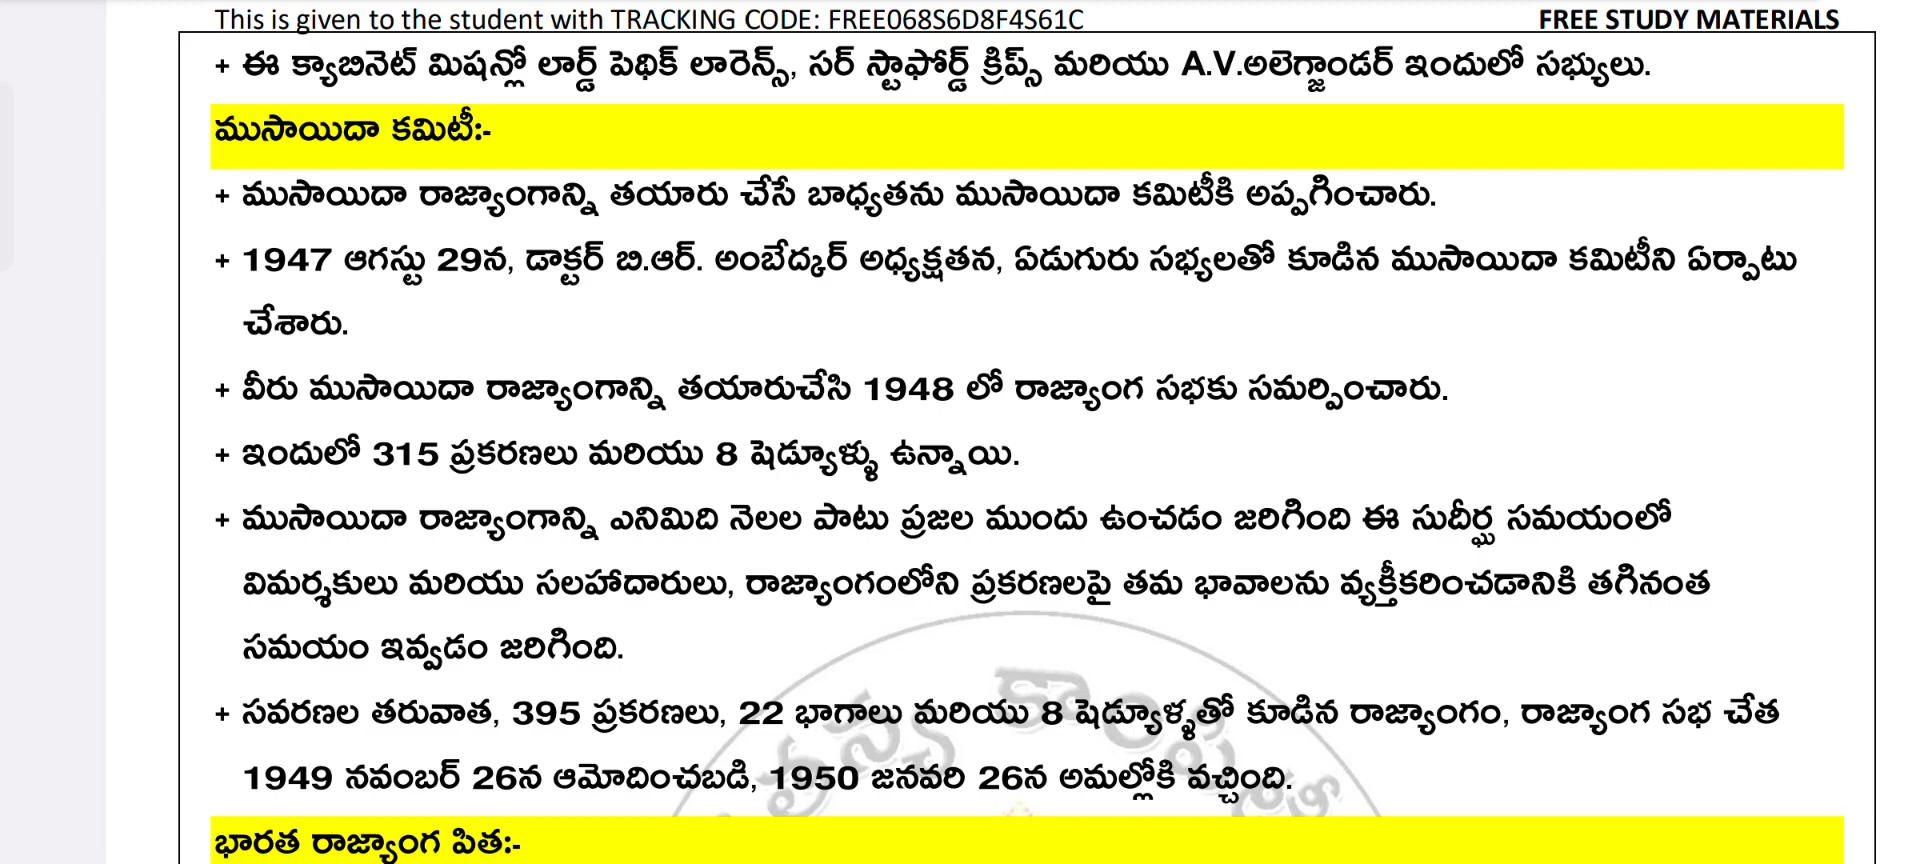 This is given to the student with TRACKING CODE: FREE068S6D8F4S61C FREE STUDY MATERIALS
+ ఈ క్యాబినెట్ మిషన్లో లార్డ్ పెథిక్ లారెన్స్, సర్ స్టాఫోర్డ్ క్రిప్స్ మరియు A.V.అలెగ్జాండర్ ఇందులో సభ్యులు.
ముసాయిదా కమిటీ:-
+ ముసాయిదా రాజ్యాంగాన్ని తయారు చేసే బాధ్యతను ముసాయిదా కమిటీకి అప్పగించారు.
+ 1947 ఆగస్టు 29న, డాక్టర్ బి.ఆర్. అంబేద్కర్ అధ్యక్షతన, ఏడుగురు సభ్యలతో కూడిన ముసాయిదా కమిటీని ఏర్పాటు
చేశారు.
+ వీరు ముసాయిదా రాజ్యాంగాన్ని తయారుచేసి 1948 లో రాజ్యాంగ సభకు సమర్పించారు.
+ ఇందులో 315 ప్రకరణలు మరియు 8 షెడ్యూళ్ళు ఉన్నాయి.
+ ముసాయిదా రాజ్యాంగాన్ని ఎనిమిది నెలల పాటు ప్రజల ముందు ఉంచడం జరిగింది ఈ సుదీర్ఘ సమయంలో
విమర్శకులు మరియు సలహాదారులు, రాజ్యాంగంలోని ప్రకరణలపై తమ భావాలను వ్యక్తీకరించడానికి తగినంత
సమయం ఇవ్వడం జరిగింది.
+ సవరణల తరువాత, 395 ప్రకరణలు, 22 భాగాలు మరియు 8 షెడ్యూళ్ళతో కూడిన రాజ్యాంగం, రాజ్యాంగ సభ చేత
1949 నవంబర్ 26న ఆమోదించబడి, 1950 జనవరి 26న అమల్లోకి వచ్చింది.
భారత రాజ్యాంగ పిత:-